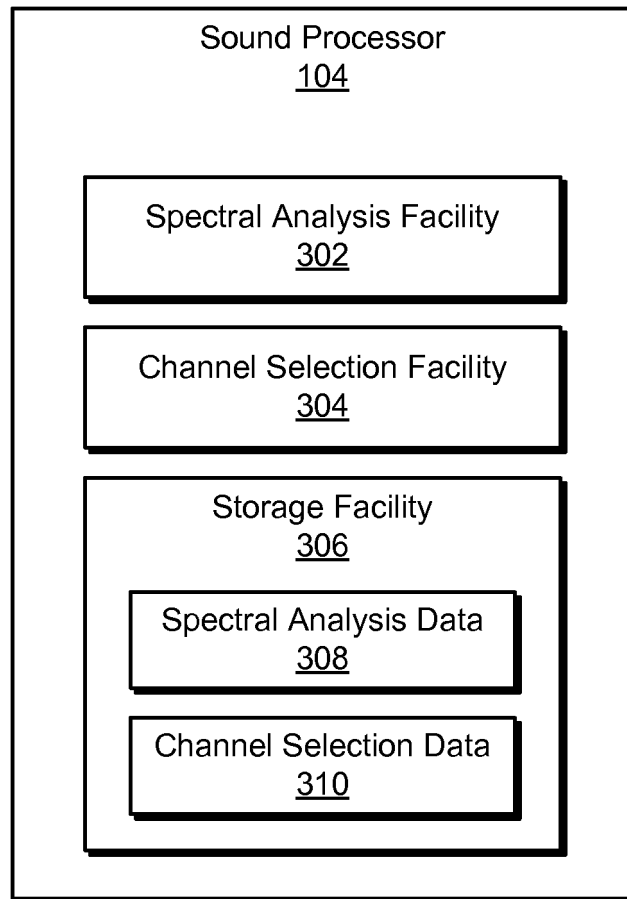 Sound Processor
104
Spectral Analysis Facility
302
Channel Selection Facility
304
Storage Facility
306
Spectral Analysis Data
308
Channel Selection Data
310